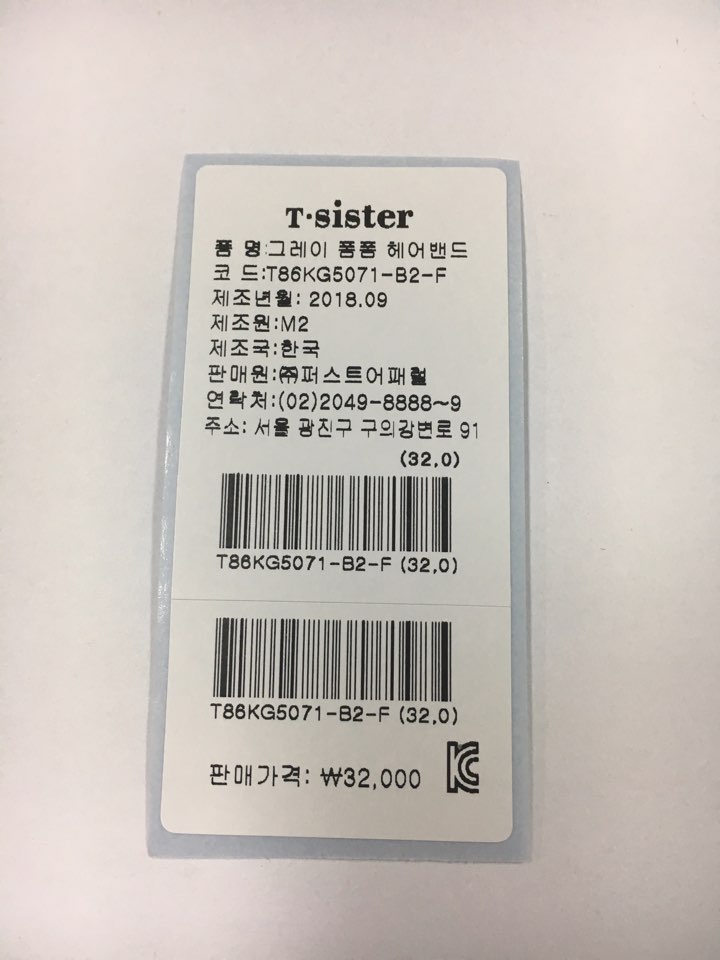 T·sister
품 명:그레이 폼폼 헤어밴드
코 드:T86KG5071-B2-F
제조년월: 2018.09
제조원:M2
제조국:한국
판매원:㈜퍼스트어패럴
연락처:(02)2049-8888~9
주소: 서울 광진구 구의강변로 91
(32.0)
T86KG5071-B2-F (32.0)
T86KG5071-B2-F (32.0)
판매가격: ₩32,000
KC